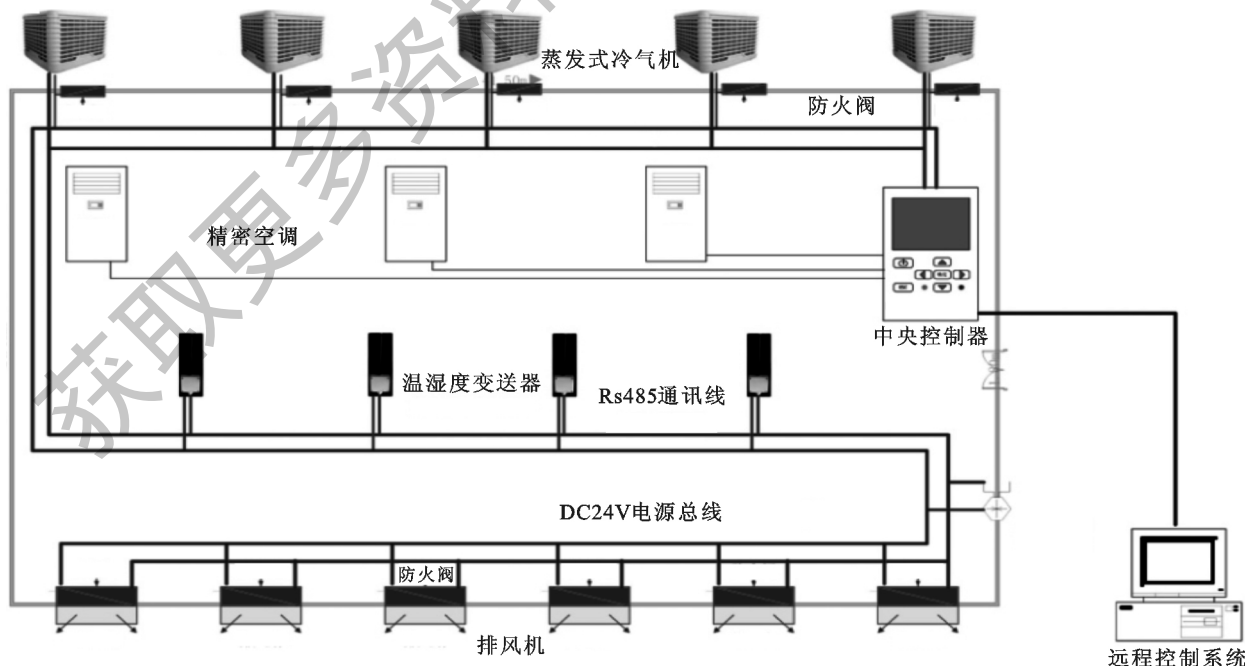 蒸发式冷气机
50m
防火阀
精密空调
中央控制器
温湿度变送器
Rs485通讯线
DC24V电源总线
防火阀
排风机
远程控制系统
获取更多资料